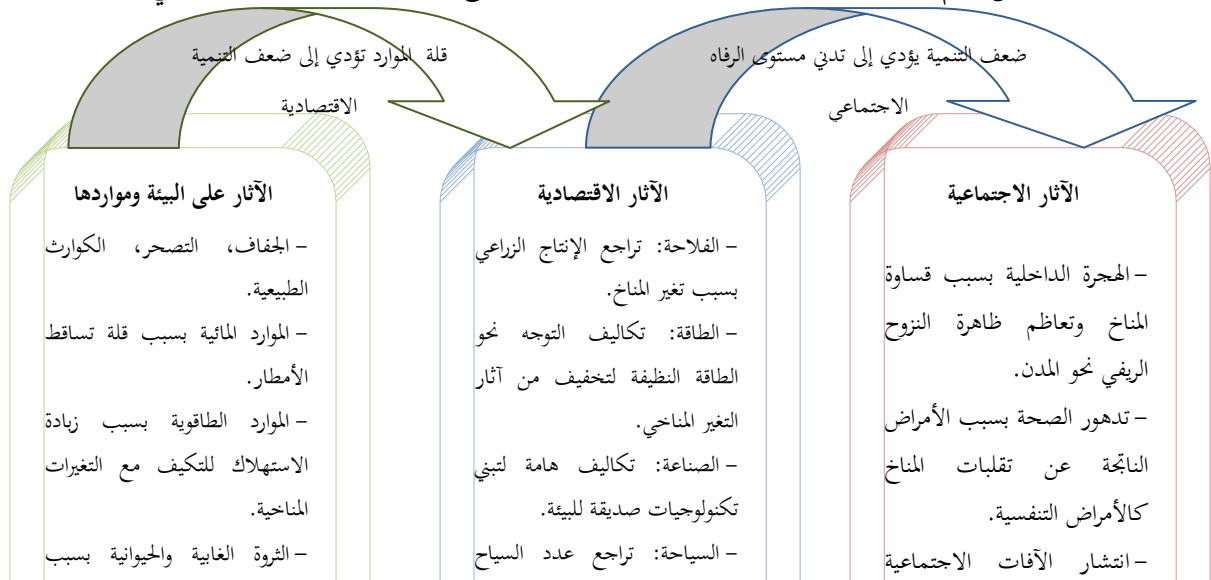 ضعف التنمية يؤدي إلى تدني مستوى الرفاه
الاجتماعي
قلة الموارد تؤدي إلى ضعف التنمية
الاقتصادية
الآثار الاجتماعية
– الهجرة الداخلية بسبب قساوة
المناخ وتعاظم ظاهرة النزوح
الريفي نحو المدن.
– تدهور الصحة بسبب الأمراض
الناتجة عن تقلبات المناخ
كالأمراض التنفسية.
– انتشار الآفات الاجتماعية
الآثار الاقتصادية
– الفلاحة: تراجع الإنتاج الزراعي
بسبب تغير المناخ.
– الطاقة: تكاليف التوجه نحو
الطاقة النظيفة لتخفيف من آثار
التغير المناخي.
– الصناعة: تكاليف هامة لتبني
تكنولوجيات صديقة للبيئة.
– السياحة: تراجع عدد السياح
الآثار على البيئة ومواردها
– الجفاف، التصحر، الكوارث
الطبيعية.
– الموارد المائية بسبب قلة تساقط
الأمطار.
– الموارد الطاقوية بسبب زيادة
الاستهلاك للتكيف مع التغيرات
المناخية.
– الثروة الغابية والحيوانية بسبب